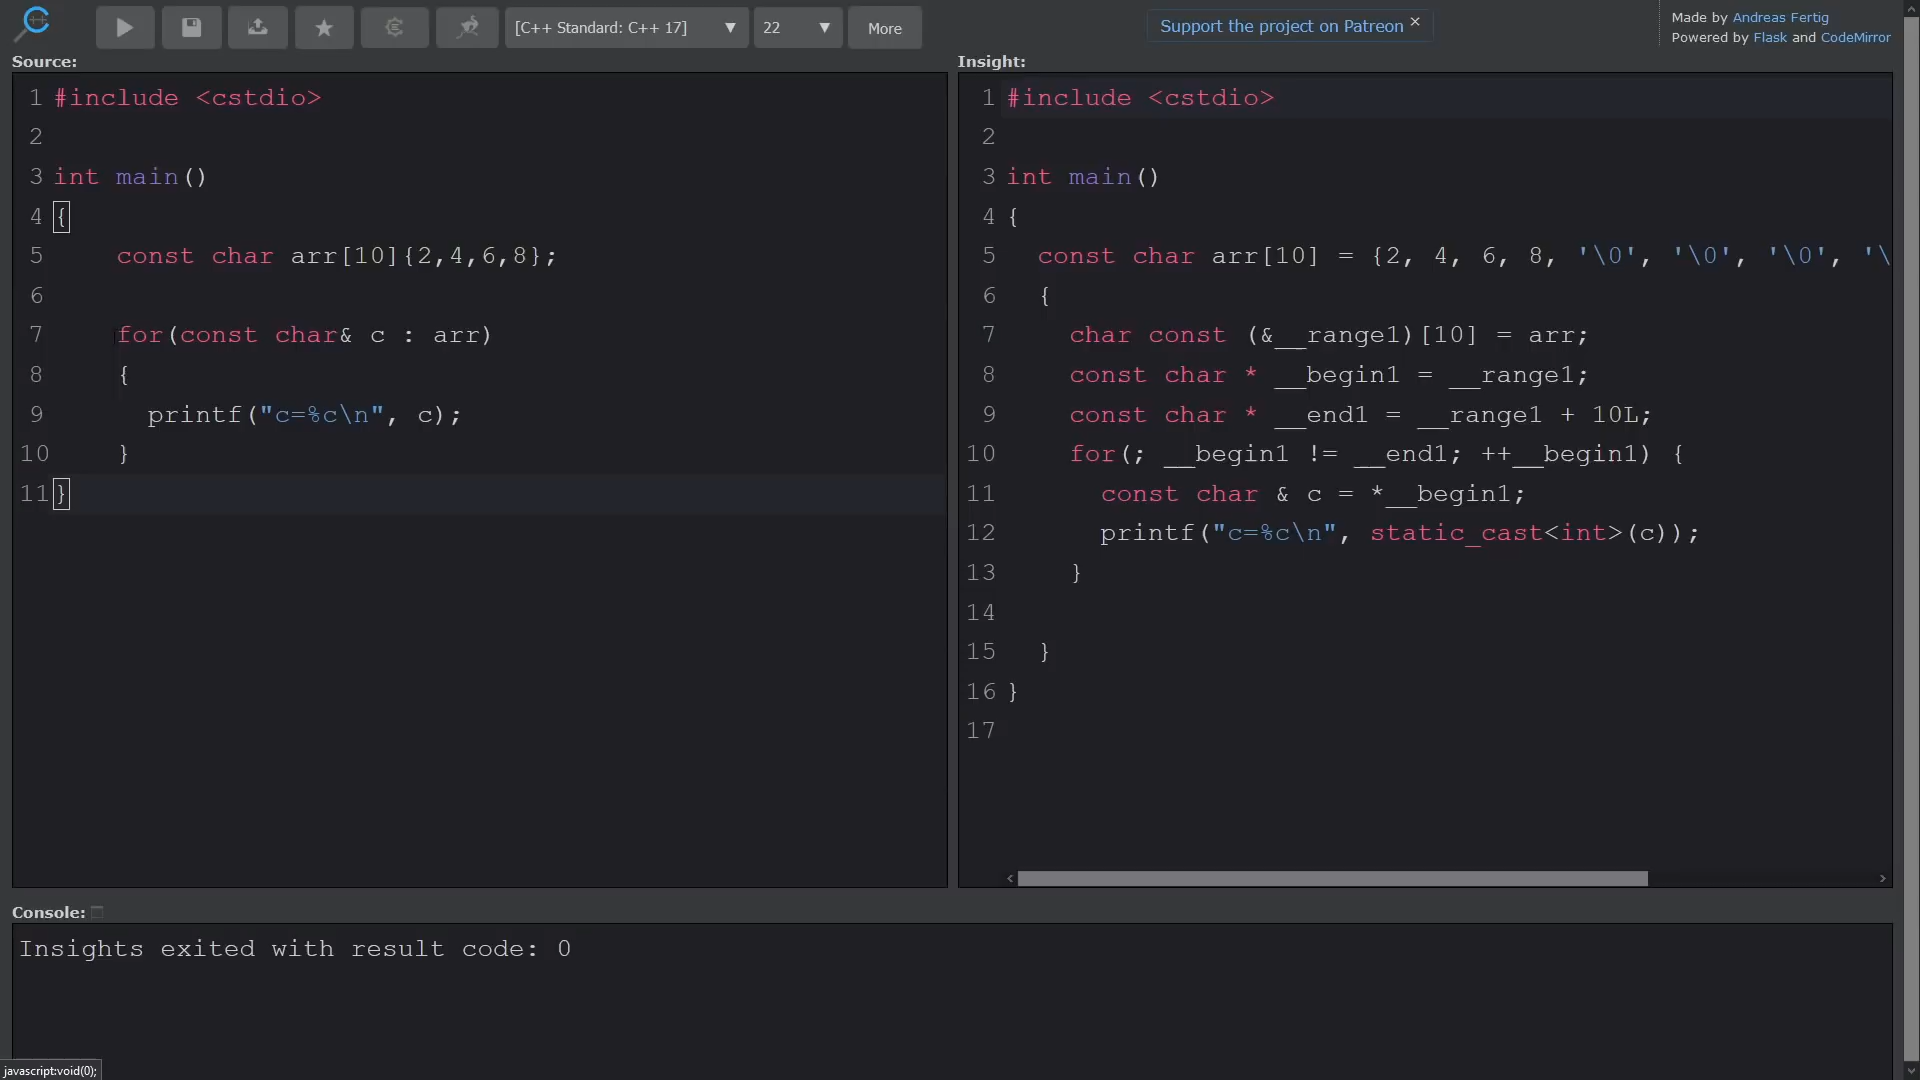 [C++ Standard: C++ 17] ▼ 22 ▼ More
Support the project on Patreon ×
Made by Andreas Fertig
Powered by Flask and CodeMirror
Source:
1 #include <cstdio>
2
3 int main()
4 {
5     const char arr[10]{2,4,6,8};
6
7     for(const char& c : arr)
8     {
9       printf("c=%c\n", c);
10     }
11 }
Insight:
1 #include <cstdio>
2
3 int main()
4 {
5   const char arr[10] = {2, 4, 6, 8, '\0', '\0', '\0', '\
6   {
7     char const (&__range1)[10] = arr;
8     const char * __begin1 = __range1;
9     const char * __end1 = __range1 + 10L;
10     for(; __begin1 != __end1; ++__begin1) {
11       const char & c = *__begin1;
12       printf("c=%c\n", static_cast<int>(c));
13     }
14
15   }
16 }
17
Console:
Insights exited with result code: 0
javascript:void(0);